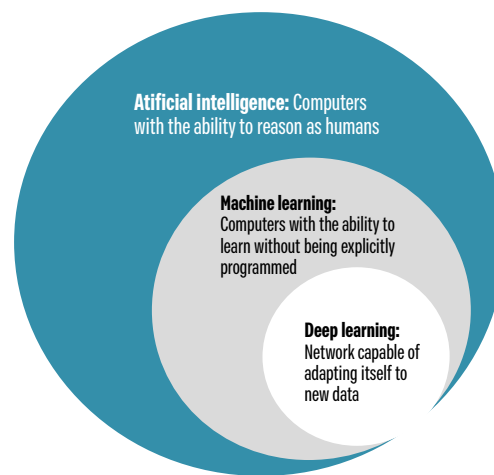 Atificial intelligence: Computers
with the ability to reason as humans
Machine learning:
Computers with the ability to
learn without being explicitly
programmed
Deep learning:
Network capable of
adapting itself to
new data